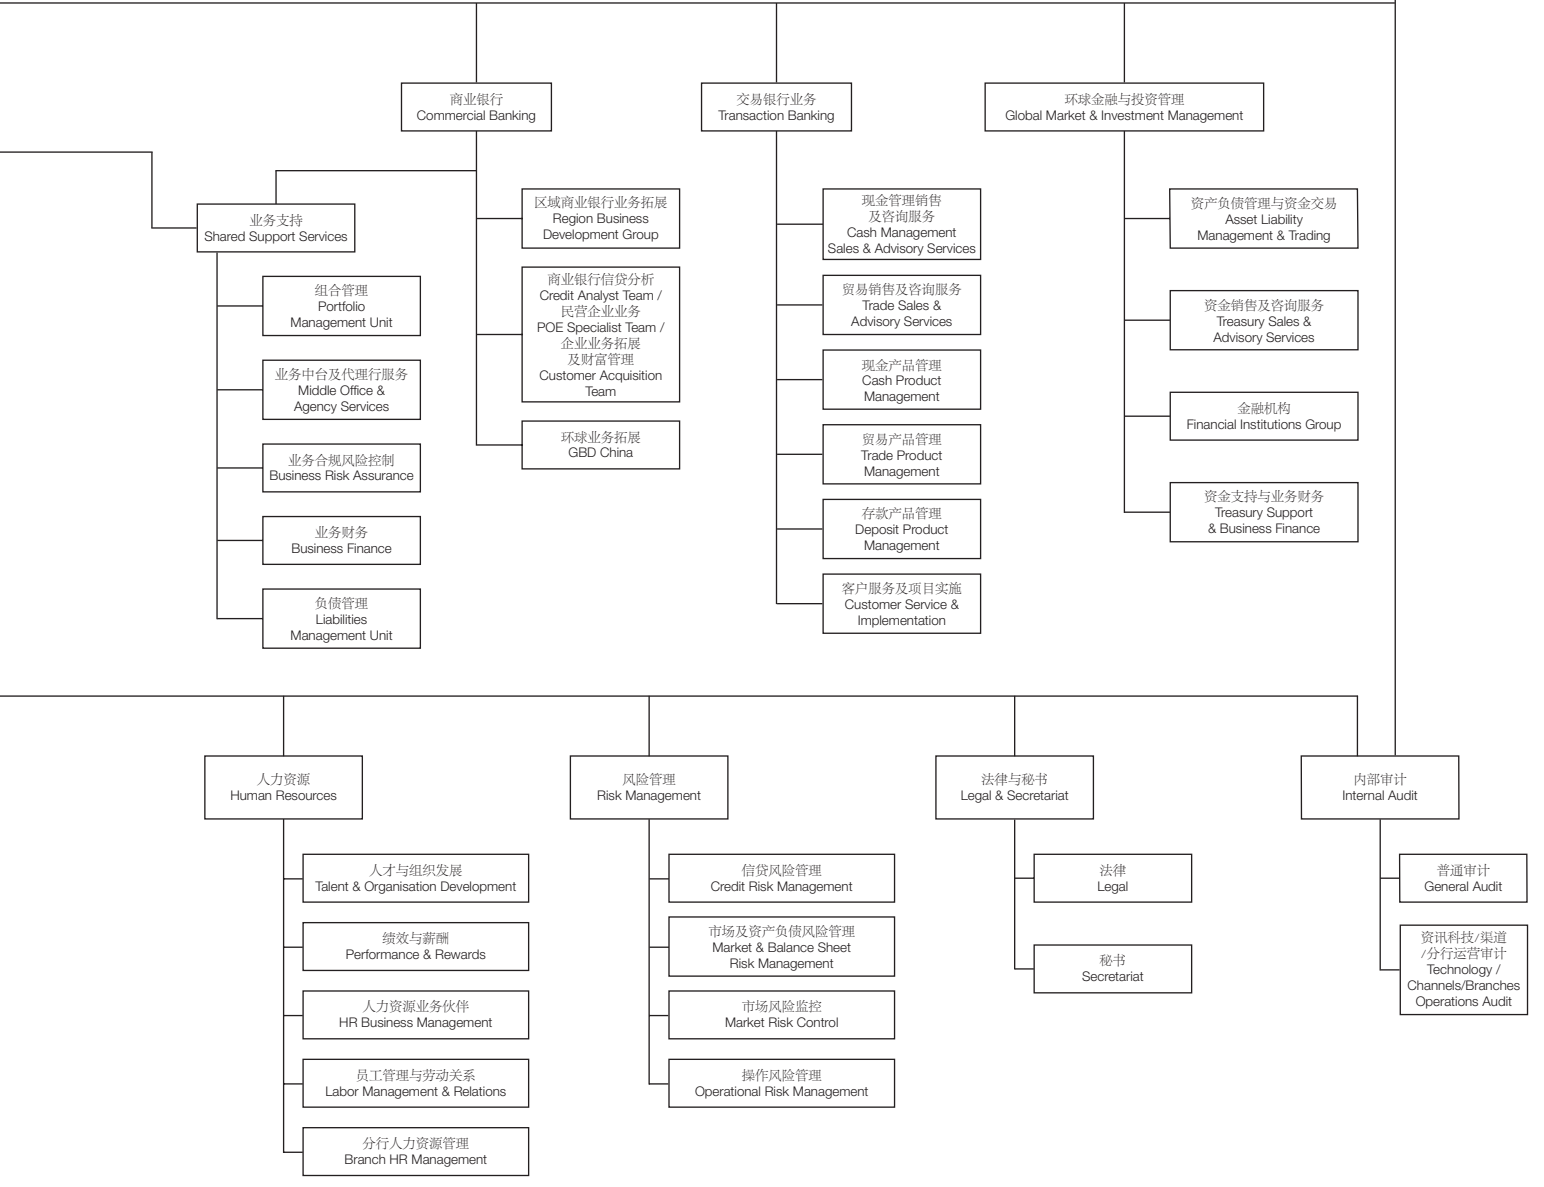 商业银行
Commercial Banking
交易银行业务
Transaction Banking
环球金融与投资管理
Global Market & Investment Management
业务支持
Shared Support Services
组合管理
Portfolio
Management Unit
业务中台及代理行服务
Middle Office &
Agency Services
业务合规风险控制
Business Risk Assurance
业务财务
Business Finance
负债管理
Liabilities
Management Unit
区域商业银行业务拓展
Region Business
Development Group
商业银行信贷分析
Credit Analyst Team /
民营企业业务
POE Specialist Team /
企业业务拓展
及财富管理
Customer Acquisition
Team
环球业务拓展
GBD China
现金管理销售
及咨询服务
Cash Management
Sales & Advisory Services
贸易销售及咨询服务
Trade Sales &
Advisory Services
现金产品管理
Cash Product
Management
贸易产品管理
Trade Product
Management
存款产品管理
Deposit Product
Management
客户服务及项目实施
Customer Service &
Implementation
资产负债管理与资金交易
Asset Liability
Management & Trading
资金销售及咨询服务
Treasury Sales &
Advisory Services
金融机构
Financial Institutions Group
资金支持与业务财务
Treasury Support
& Business Finance
人力资源
Human Resources
人才与组织发展
Talent & Organisation Development
绩效与薪酬
Performance & Rewards
人力资源业务伙伴
HR Business Management
员工管理与劳动关系
Labor Management & Relations
分行人力资源管理
Branch HR Management
风险管理
Risk Management
信贷风险管理
Credit Risk Management
市场及资产负债风险管理
Market & Balance Sheet
Risk Management
市场风险监控
Market Risk Control
操作风险管理
Operational Risk Management
法律与秘书
Legal & Secretariat
法律
Legal
秘书
Secretariat
内部审计
Internal Audit
普通审计
General Audit
资讯科技/渠道
/分行运营审计
Technology /
Channels/Branches
Operations Audit